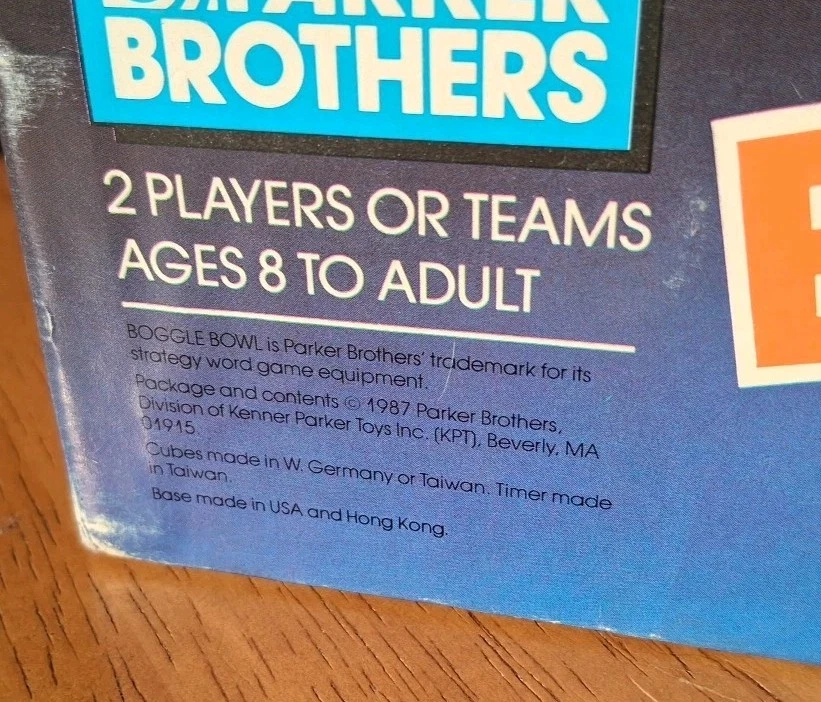 PARKER
BROTHERS
2 PLAYERS OR TEAMS
AGES 8 TO ADULT
BOGGLE BOWL is Parker Brothers' trademark for its
strategy word game equipment.
Package and contents © 1987 Parker Brothers,
Division of Kenner Parker Toys Inc. (KPT), Beverly, MA
01915.
Cubes made in W. Germany or Taiwan. Timer made
in Taiwan.
Base made in USA and Hong Kong.